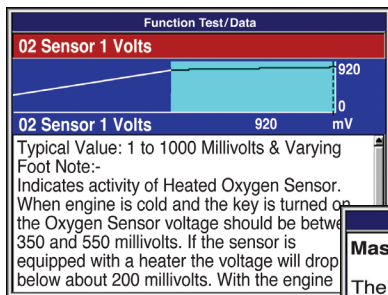 Function Test/Data
02 Sensor 1 Volts
920
0
02 Sensor 1 Volts 920 mV
Typical Value: 1 to 1000 Millivolts & Varying
Foot Note:-
Indicates activity of Heated Oxygen Sensor.
When engine is cold and the key is turned on
the Oxygen Sensor voltage should be betwe
350 and 550 millivolts. If the sensor is
equipped with a heater the voltage will drop
below about 200 millivolts. With the engine
Mas
The